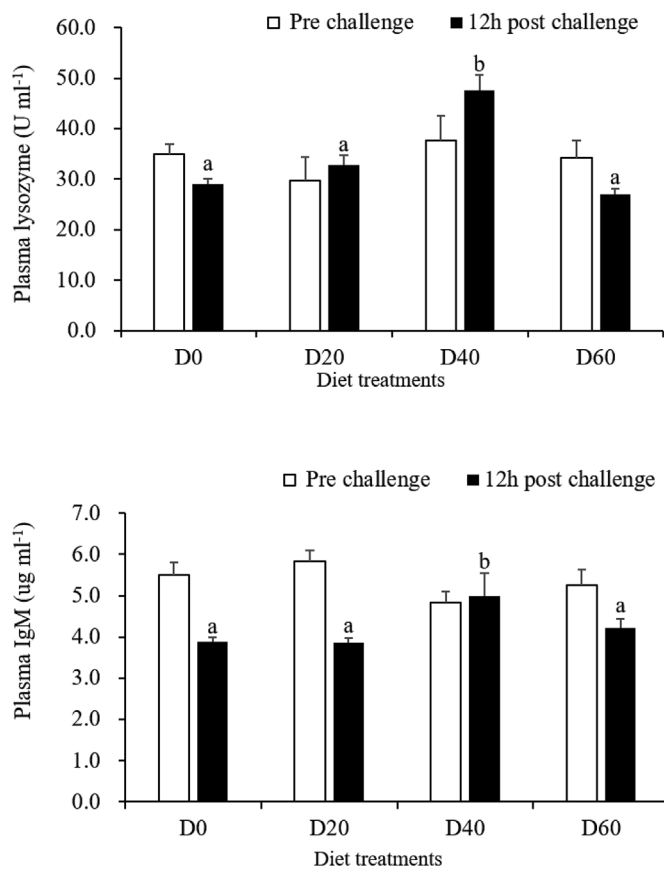 Pre challenge 12h post challenge
60.0
50.0
40.0
30.0
20.0
10.0
0.0
Plasma lysozyme (U ml-1)
a a b a
D0 D20 D40 D60
Diet treatments
Pre challenge 12h post challenge
7.0
6.0
5.0
4.0
3.0
2.0
1.0
0.0
Plasma IgM (ug ml-1)
a a b a
D0 D20 D40 D60
Diet treatments